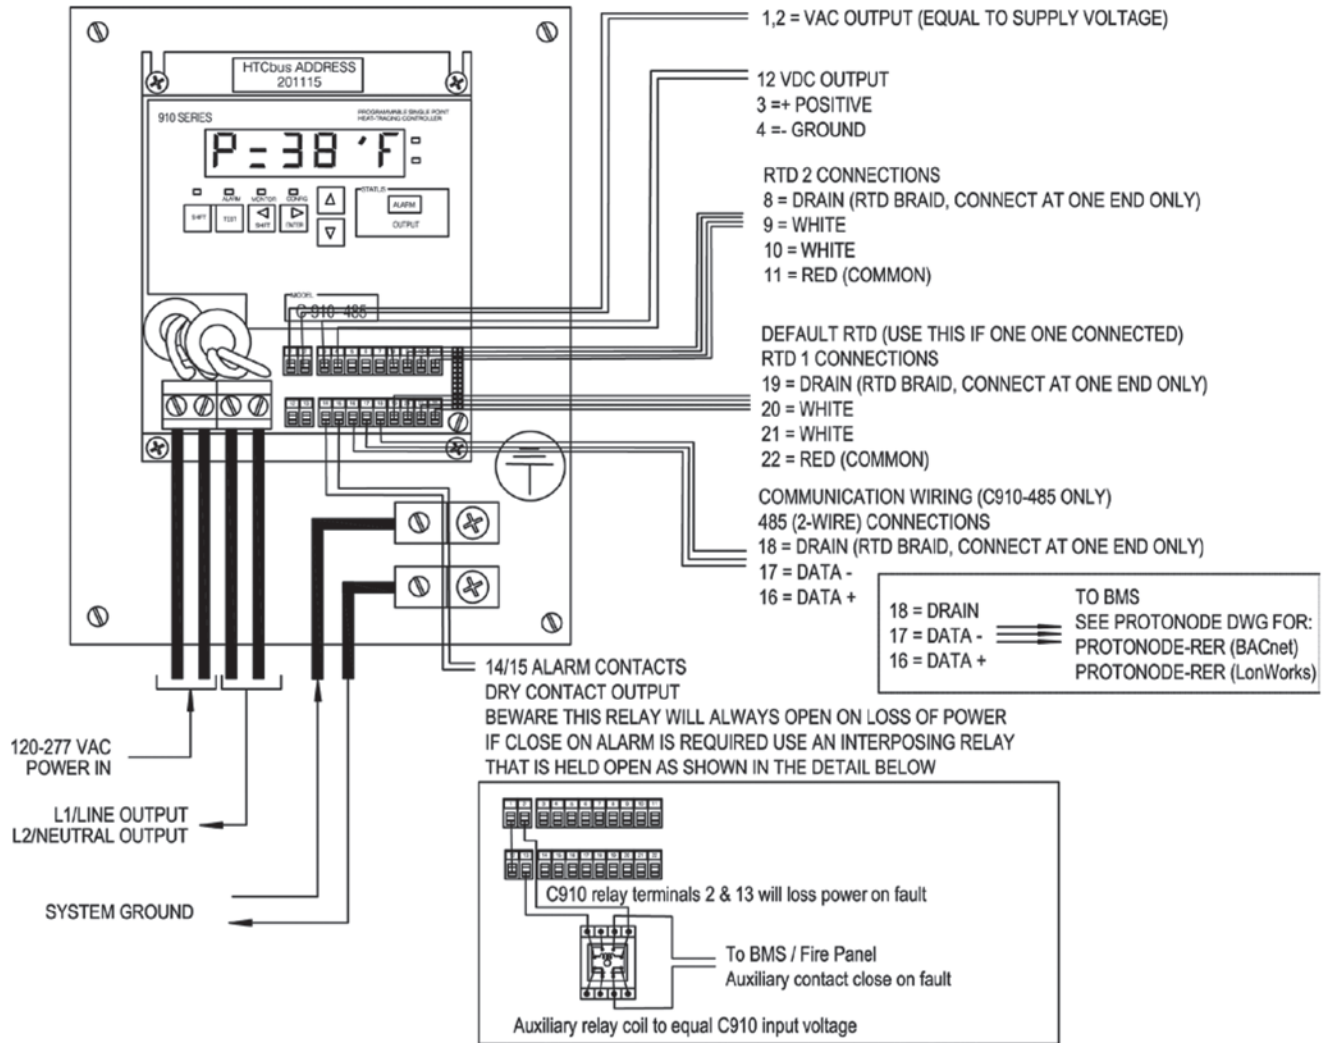 1,2 = VAC OUTPUT (EQUAL TO SUPPLY VOLTAGE)
HTCbus ADDRESS
201115
12 VDC OUTPUT
3 =+ POSITIVE
4 =- GROUND
910 SERIES
PROGRAMMABLE SINGLE POINT
HEAT-TRACING CONTROLLER
P=38 'F
ALARM
MONITOR
CONFIG
SHIFT
TEST
SHIFT
ENTER
STATUS
ALARM
OUTPUT
RTD 2 CONNECTIONS
8 = DRAIN (RTD BRAID, CONNECT AT ONE END ONLY)
9 = WHITE
10 = WHITE
11 = RED (COMMON)
MODEL
C 910 485
DEFAULT RTD (USE THIS IF ONE ONE CONNECTED)
RTD 1 CONNECTIONS
19 = DRAIN (RTD BRAID, CONNECT AT ONE END ONLY)
20 = WHITE
21 = WHITE
22 = RED (COMMON)
COMMUNICATION WIRING (C910-485 ONLY)
485 (2-WIRE) CONNECTIONS
18 = DRAIN (RTD BRAID, CONNECT AT ONE END ONLY)
17 = DATA -
16 = DATA +
18 = DRAIN
17 = DATA -
16 = DATA +
TO BMS
SEE PROTONODE DWG FOR:
PROTONODE-RER (BACnet)
PROTONODE-RER (LonWorks)
14/15 ALARM CONTACTS
DRY CONTACT OUTPUT
BEWARE THIS RELAY WILL ALWAYS OPEN ON LOSS OF POWER
IF CLOSE ON ALARM IS REQUIRED USE AN INTERPOSING RELAY
THAT IS HELD OPEN AS SHOWN IN THE DETAIL BELOW
120-277 VAC
POWER IN
L1/LINE OUTPUT
L2/NEUTRAL OUTPUT
SYSTEM GROUND
C910 relay terminals 2 & 13 will loss power on fault
To BMS / Fire Panel
Auxiliary contact close on fault
Auxiliary relay coil to equal C910 input voltage